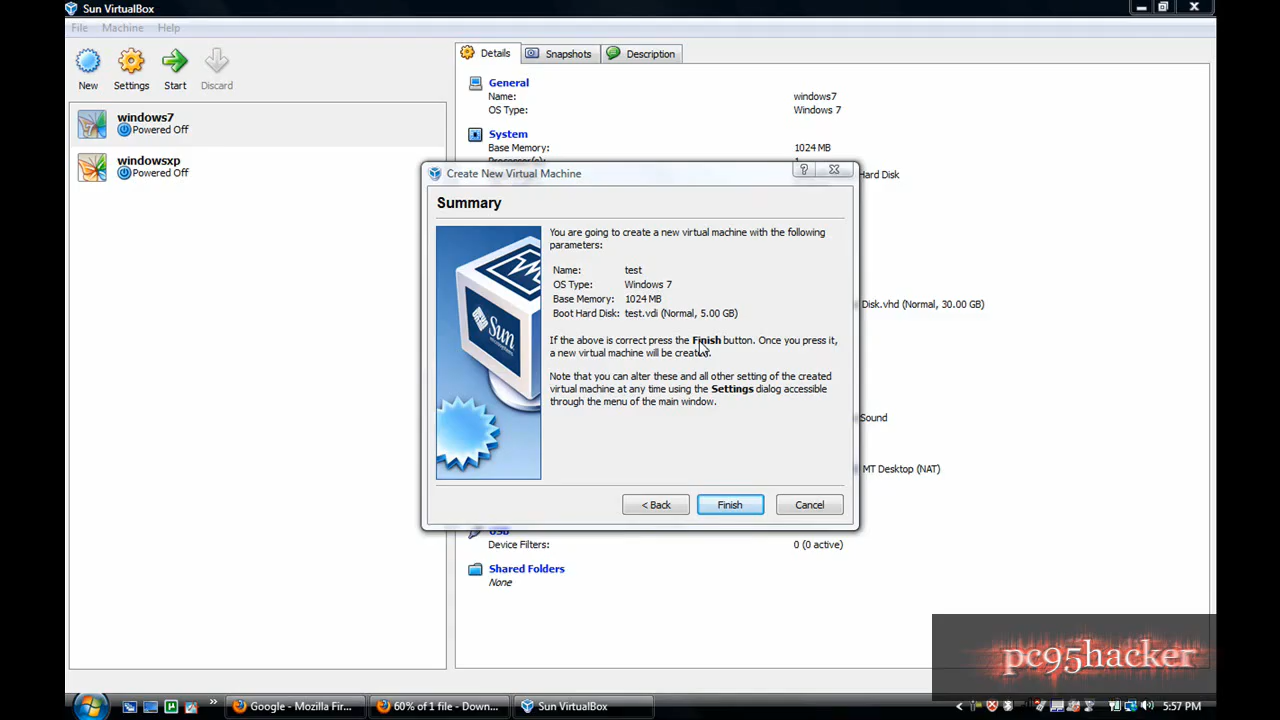 Sun VirtualBox
File Machine Help
New Settings Start Discard
Details Snapshots Description
windows7
Powered Off
windowsxp
Powered Off
General
Name: windows7
OS Type: Windows 7
System
Base Memory: 1024 MB
Processor(s): 1
Hard Disk
Disk.vhd (Normal, 30.00 GB)
Sound
MT Desktop (NAT)
USB
Device Filters: 0 (0 active)
Shared Folders
None
Create New Virtual Machine
Summary
You are going to create a new virtual machine with the following
parameters:
Name: test
OS Type: Windows 7
Base Memory: 1024 MB
Boot Hard Disk: test.vdi (Normal, 5.00 GB)
If the above is correct press the Finish button. Once you press it,
a new virtual machine will be created.
Note that you can alter these and all other setting of the created
virtual machine at any time using the Settings dialog accessible
through the menu of the main window.
Sun
< Back Finish Cancel
pc95hacker
Google - Mozilla Fir... 60% of 1 file - Down... Sun VirtualBox 5:57 PM